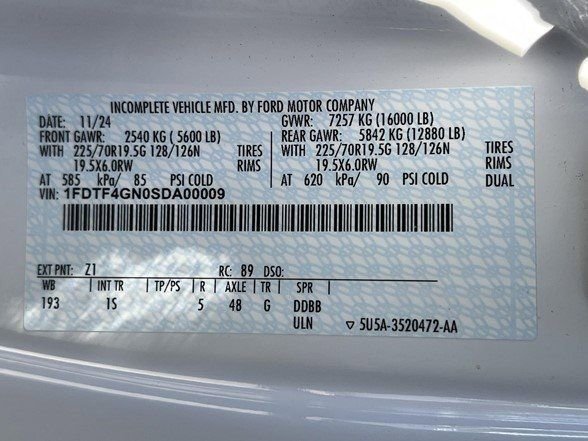 INCOMPLETE VEHICLE MFD. BY FORD MOTOR COMPANY
DATE: 11/24 GVWR: 7257 KG (16000 LB)
FRONT GAWR: 2540 KG ( 5600 LB) REAR GAWR: 5842 KG (12880 LB)
WITH 225/70R19.5G 128/126N TIRES WITH 225/70R19.5G 128/126N TIRES
19.5X6.0RW RIMS 19.5X6.0RW RIMS
AT 585 kPa/ 85 PSI COLD AT 620 kPa/ 90 PSI COLD DUAL
VIN: 1FDTF4GN0SDA00009
EXT PNT: Z1 RC: 89 DSO:
WB | INT TR | TP/PS | R | AXLE | TR | SPR
193 1S 5 48 G DDBB
ULN ▽ 5U5A-3520472-AA